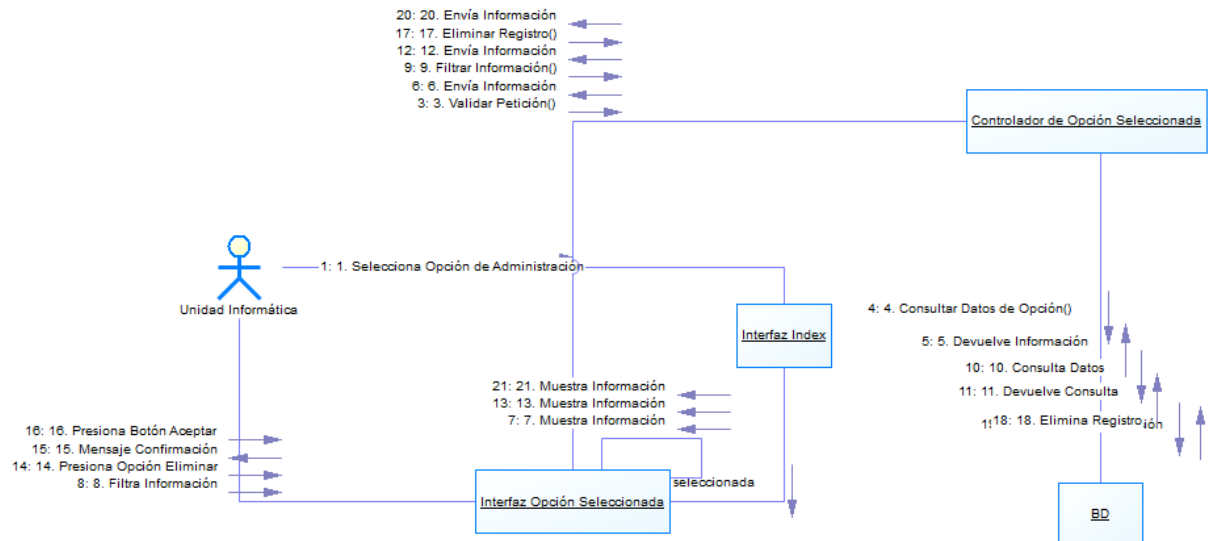 20: 20. Envía Información
17: 17. Eliminar Registro()
12: 12. Envía Información
9: 9. Filtrar Información()
6: 6. Envía Información
3: 3. Validar Petición()
Controlador de Opción Seleccionada
1: 1. Selecciona Opción de Administración
Unidad Informática
Interfaz Index
4: 4. Consultar Datos de Opción()
5: 5. Devuelve Información
10: 10. Consulta Datos
11: 11. Devuelve Consulta
18: 18. Elimina Registro
21: 21. Muestra Información
13: 13. Muestra Información
7: 7. Muestra Información
16: 16. Presiona Botón Aceptar
15: 15. Mensaje Confirmación
14: 14. Presiona Opción Eliminar
8: 8. Filtra Información
seleccionada
Interfaz Opción Seleccionada
BD